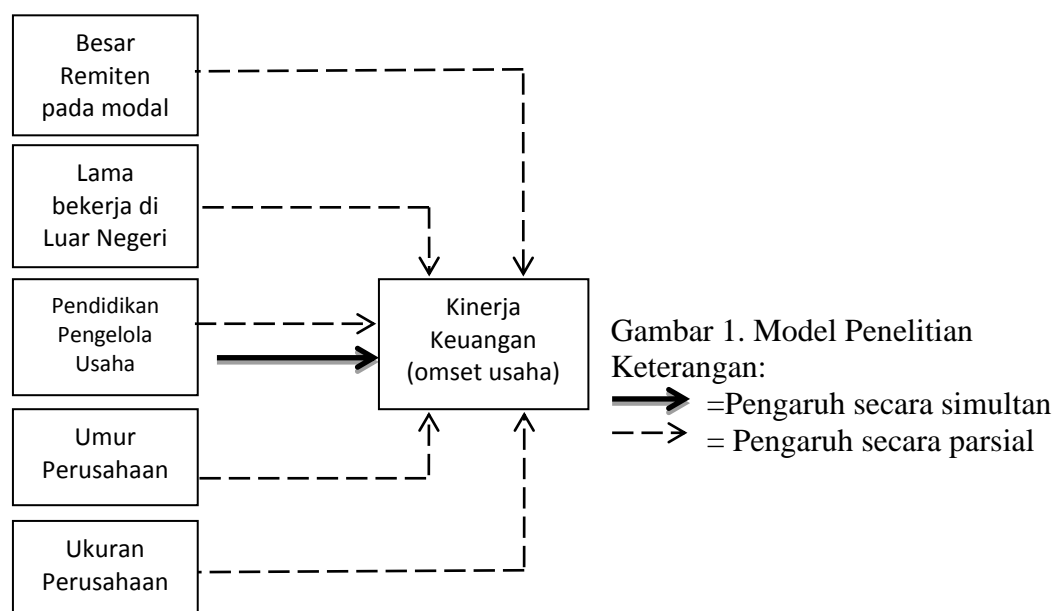 Besar
Remiten
pada modal
Lama
bekerja di
Luar Negeri
Pendidikan
Pengelola
Usaha
Umur
Perusahaan
Ukuran
Perusahaan
Kinerja
Keuangan
(omset usaha)
Gambar 1. Model Penelitian
Keterangan:
=Pengaruh secara simultan
= Pengaruh secara parsial